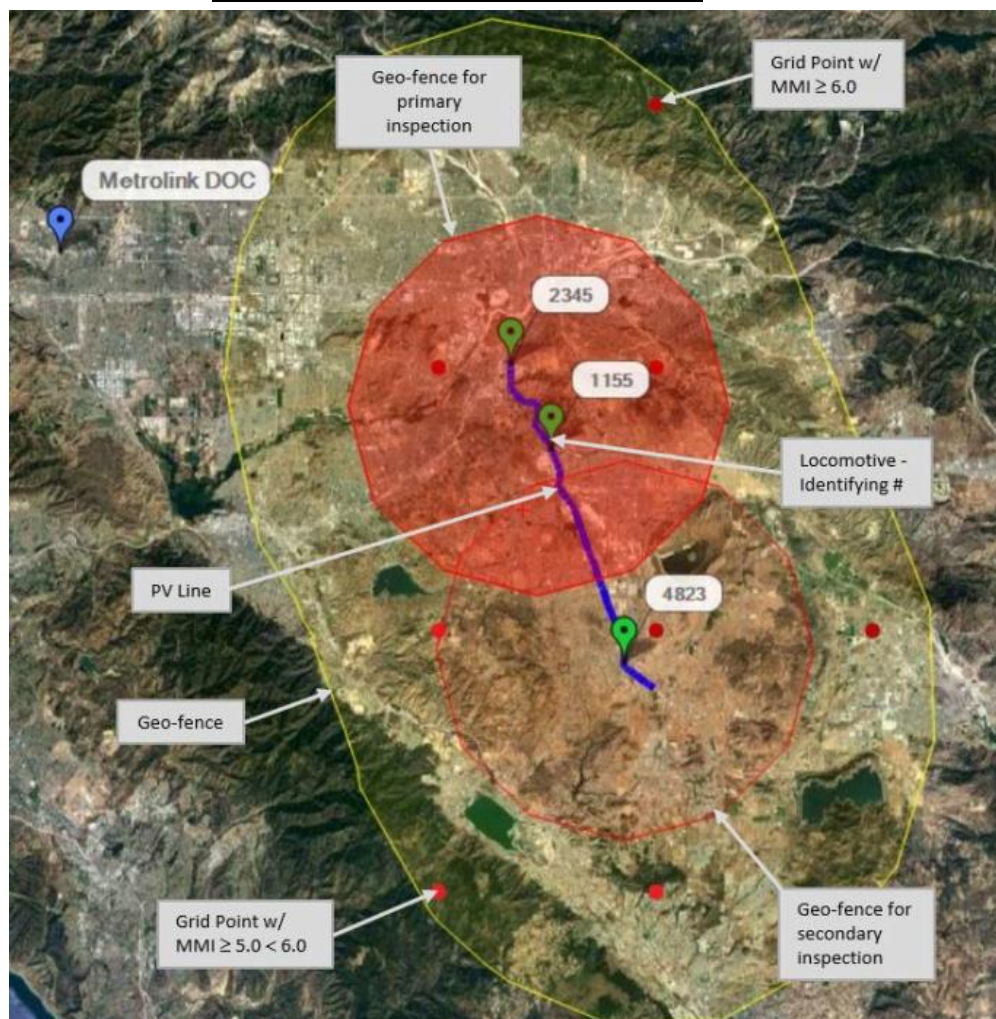 Geo-fence for
primary
inspection
Grid Point w/
MMI ≥ 6.0
Metrolink DOC
2345
1155
Locomotive -
Identifying #
PV Line
4823
Geo-fence
Grid Point w/
MMI ≥ 5.0 < 6.0
Geo-fence for
secondary
inspection